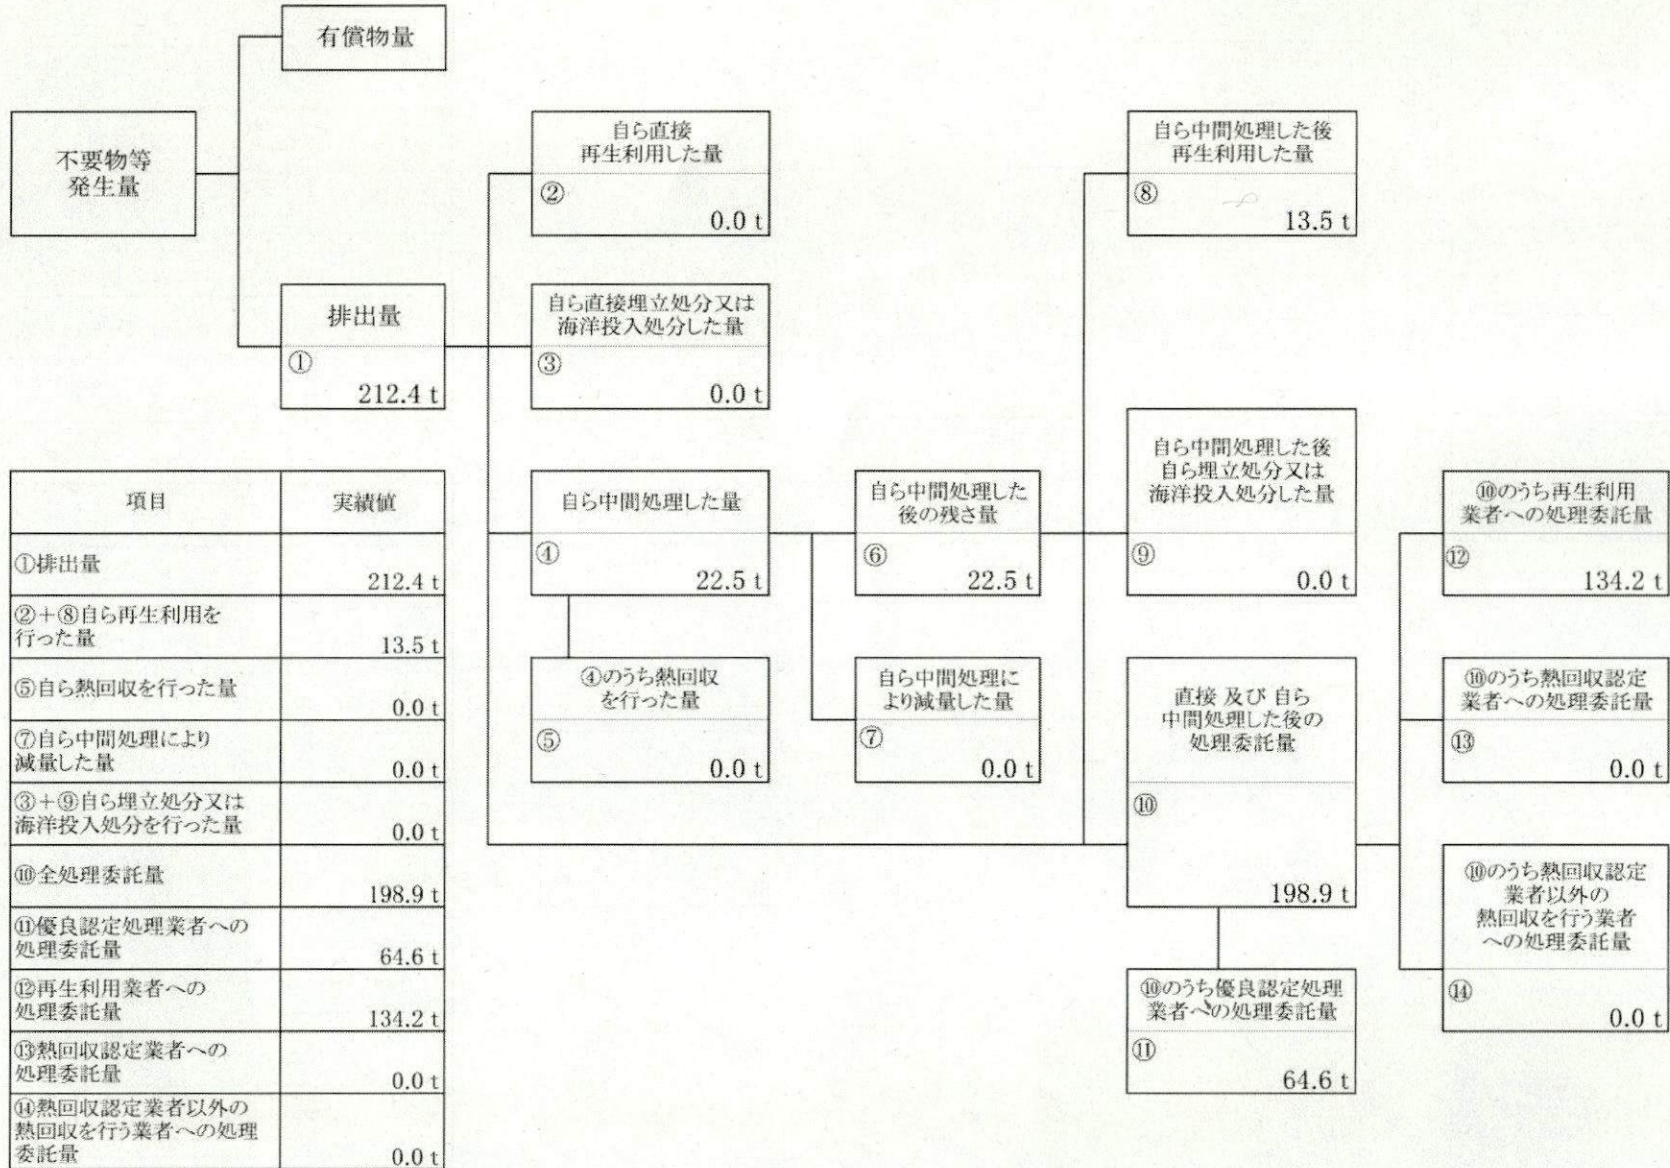 有償物量
不要物等
発生量
排出量
①
212.4 t
自ら直接
再生利用した量
②
0.0 t
自ら直接埋立処分又は
海洋投入処分した量
③
0.0 t
自ら中間処理した量
④
22.5 t
④のうち熱回収
を行った量
⑤
0.0 t
自ら中間処理した
後の残さ量
⑥
22.5 t
自ら中間処理に
より減量した量
⑦
0.0 t
自ら中間処理した後
再生利用した量
⑧
13.5 t
自ら中間処理した後
自ら埋立処分又は
海洋投入処分した量
⑨
0.0 t
直接 及び 自ら
中間処理した後の
処理委託量
⑩
198.9 t
⑩のうち優良認定処理
業者への処理委託量
⑪
64.6 t
⑩のうち再生利用
業者への処理委託量
⑫
134.2 t
⑩のうち熱回収認定
業者への処理委託量
⑬
0.0 t
⑩のうち熱回収認定
業者以外の
熱回収を行う業者
への処理委託量
⑭
0.0 t
項目 実績値
①排出量
212.4 t
②＋⑧自ら再生利用を
行った量
13.5 t
⑤自ら熱回収を行った量
0.0 t
⑦自ら中間処理により
減量した量
0.0 t
③＋⑨自ら埋立処分又は
海洋投入処分を行った量
0.0 t
⑩全処理委託量
198.9 t
⑪優良認定処理業者への
処理委託量
64.6 t
⑫再生利用業者への
処理委託量
134.2 t
⑬熱回収認定業者への
処理委託量
0.0 t
⑭熱回収認定業者以外の
熱回収を行う業者への処理
委託量
0.0 t